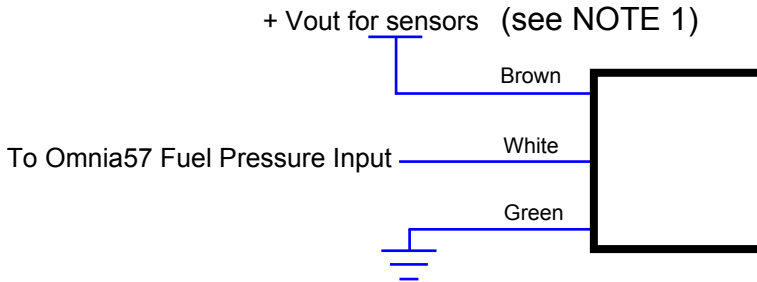 + Vout for sensors (see NOTE 1)
Brown
To Omnia57 Fuel Pressure Input
White
Green